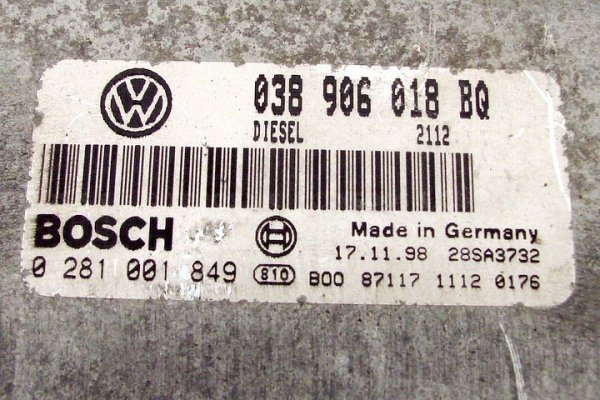 038 906 018 BQ
DIESEL 2112
BOSCH
Made in Germany
17.11.98 28SA3732
0 281 001 849 810 B00 87117 1112 0176